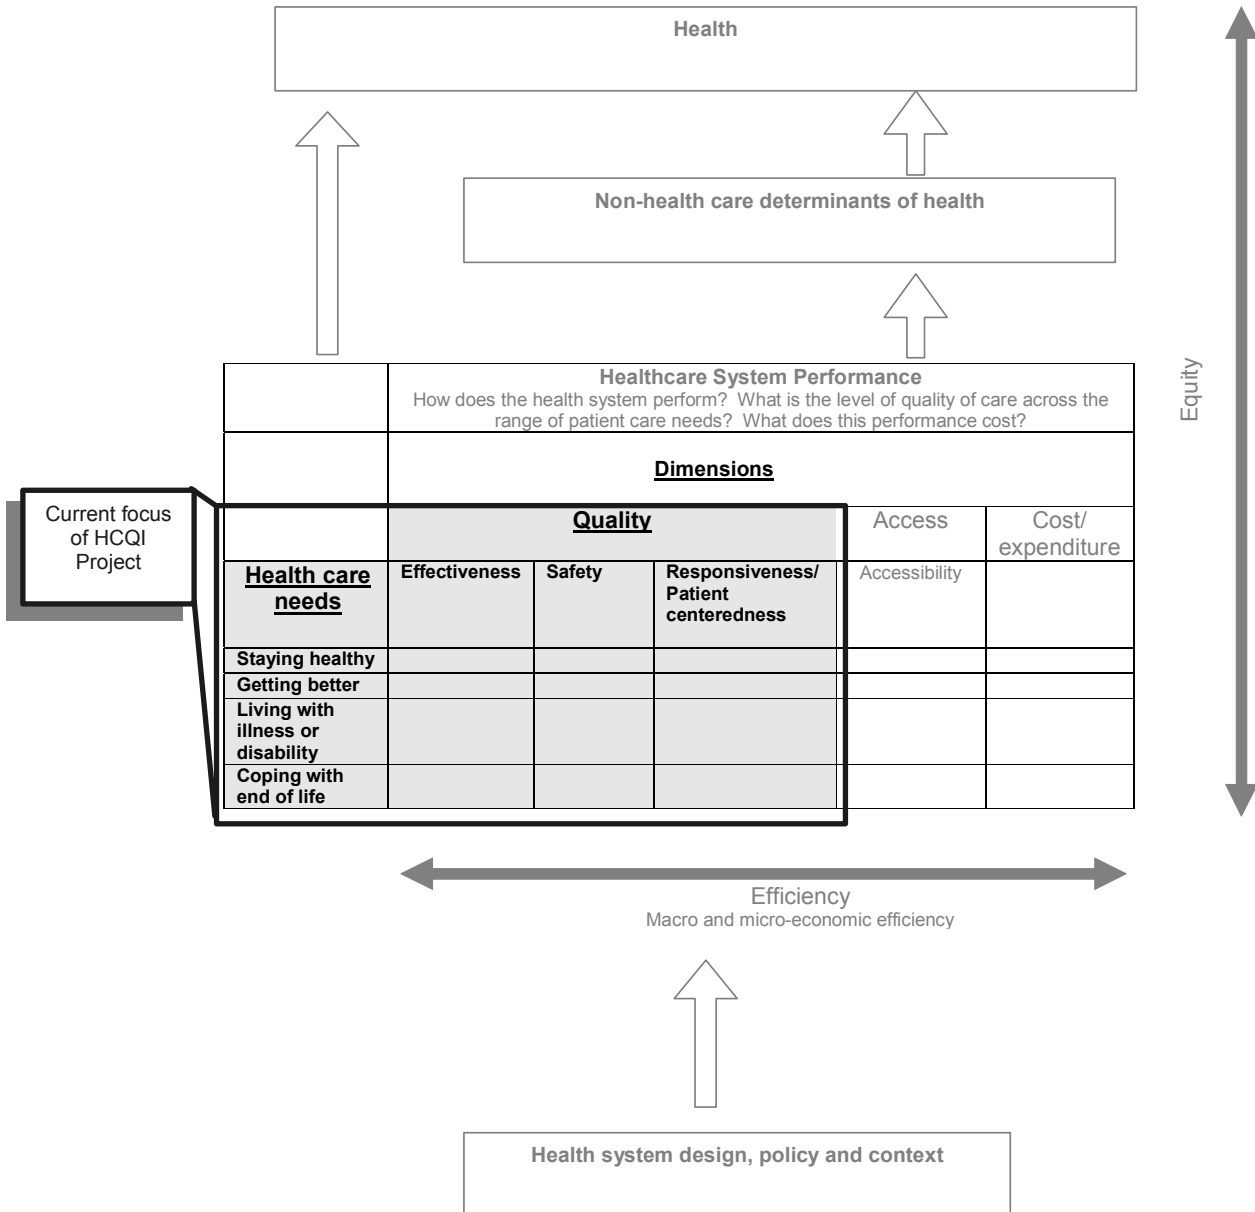 Health
Non-health care determinants of health
Equity
Healthcare System Performance
How does the health system perform? What is the level of quality of care across the
range of patient care needs? What does this performance cost?
Dimensions
Current focus
of HCQI
Project
Quality
Access
Cost/
expenditure
Health care
needs
Effectiveness
Safety
Responsiveness/
Patient
centeredness
Accessibility
Staying healthy
Getting better
Living with
illness or
disability
Coping with
end of life
Efficiency
Macro and micro-economic efficiency
Health system design, policy and context